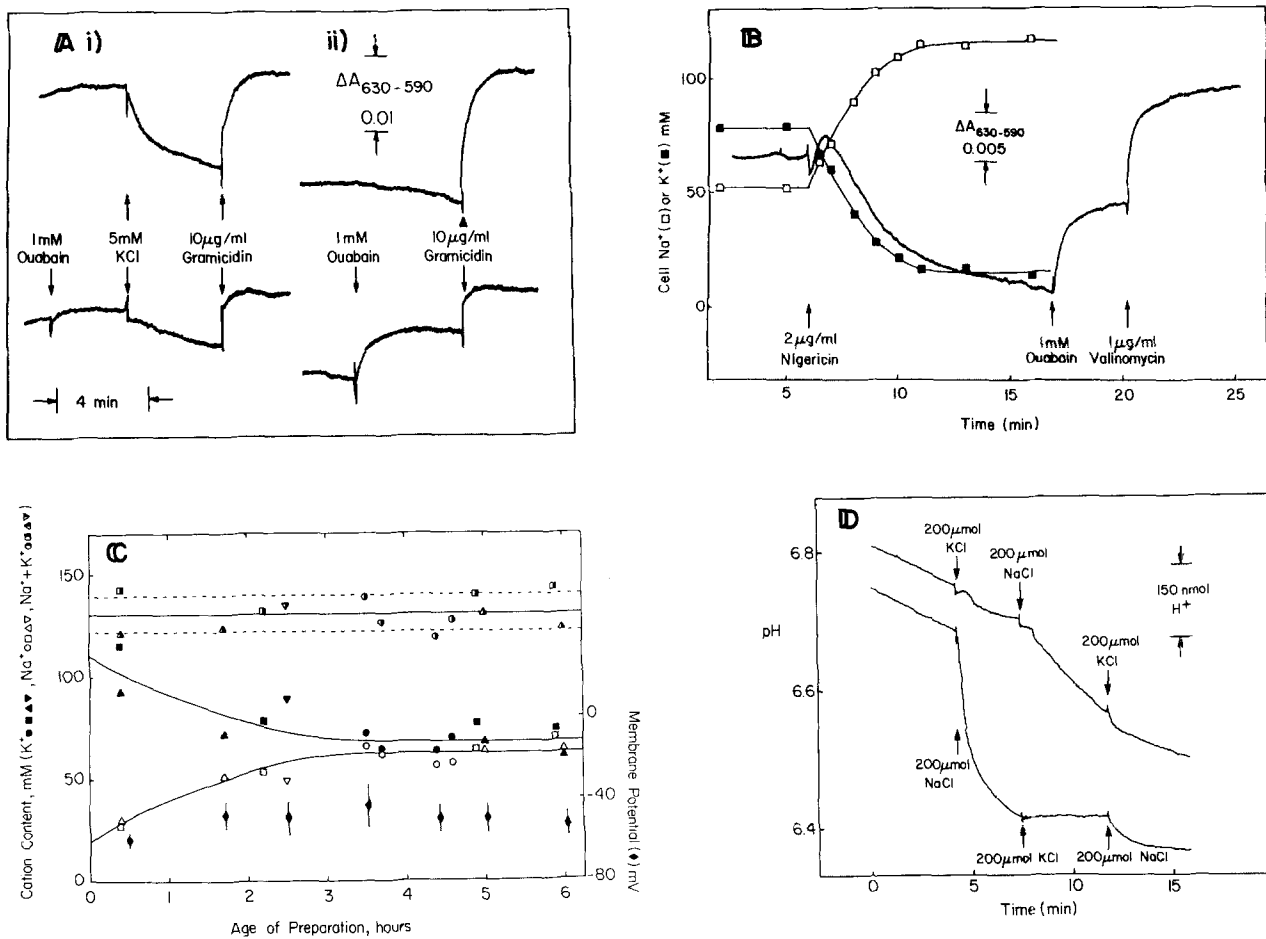 A i)
ii)
ΔA630-590
0.01
1mM
Ouabain
5mM
KCl
10µg/ml
Gramicidin
1mM
Ouabain
10µg/ml
Gramicidin
4 min
B
Cell Na⁺(□) or K⁺(■) mM
100
50
0
ΔA630-590
0.005
2µg/ml
Nigericin
1mM
Ouabain
1µg/ml
Valinomycin
5
10
15
20
25
Time (min)
C
Cation Content, mM (K⁺●■▲▼, Na⁺○□△▽, Na⁺+K⁺◐◨◮▽)
150
100
50
0
0
-40
-80
Membrane Potential (♦) mV
0
1
2
3
4
5
6
Age of Preparation, hours
D
pH
6.8
6.6
6.4
200µmol
KCl
200µmol
NaCl
200µmol
KCl
150 nmol
H⁺
200µmol
NaCl
200µmol KCl
200µmol NaCl
0
5
10
15
Time (min)